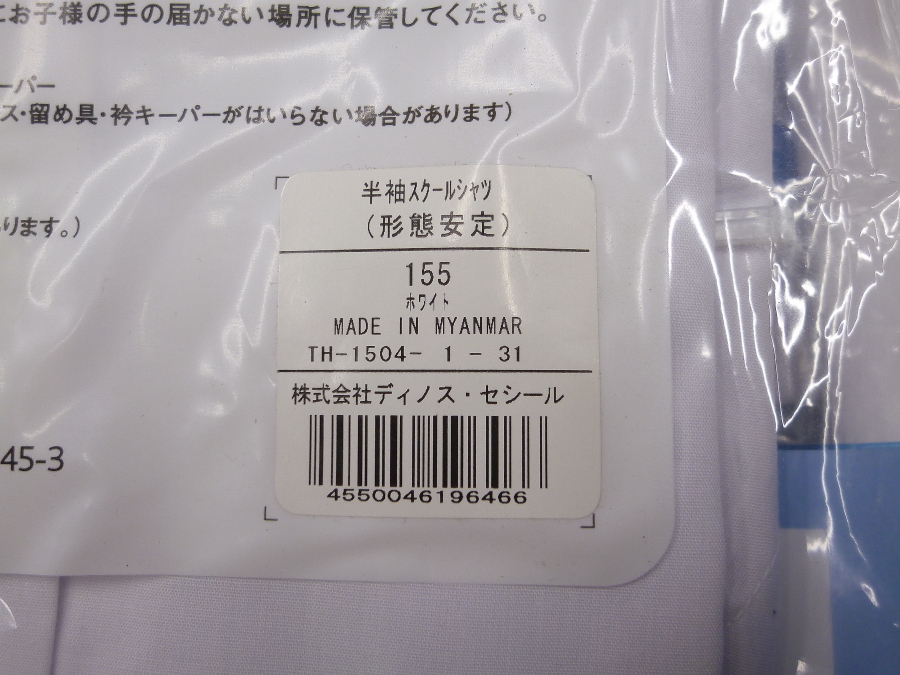 にお子様の手の届かない場所に保管してください。
ーパー
ス・留め具・衿キーパーがはいらない場合があります)
ります。)
半袖スクールシャツ
(形態安定)
155
ホワイト
MADE IN MYANMAR
TH-1504- 1 - 31
株式会社ディノス・セシール
4550046196466
45-3